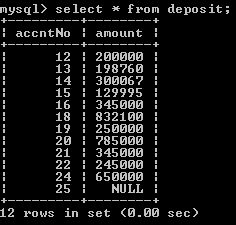 mysql> select * from deposit;
+---------+--------+
| accntNo | amount |
+---------+--------+
|      12 | 200000 |
|      13 | 198760 |
|      14 | 300067 |
|      15 | 129995 |
|      16 | 345000 |
|      18 | 832100 |
|      19 | 250000 |
|      20 | 785000 |
|      21 | 345000 |
|      22 | 245000 |
|      24 | 650000 |
|      25 |   NULL |
+---------+--------+
12 rows in set (0.00 sec)